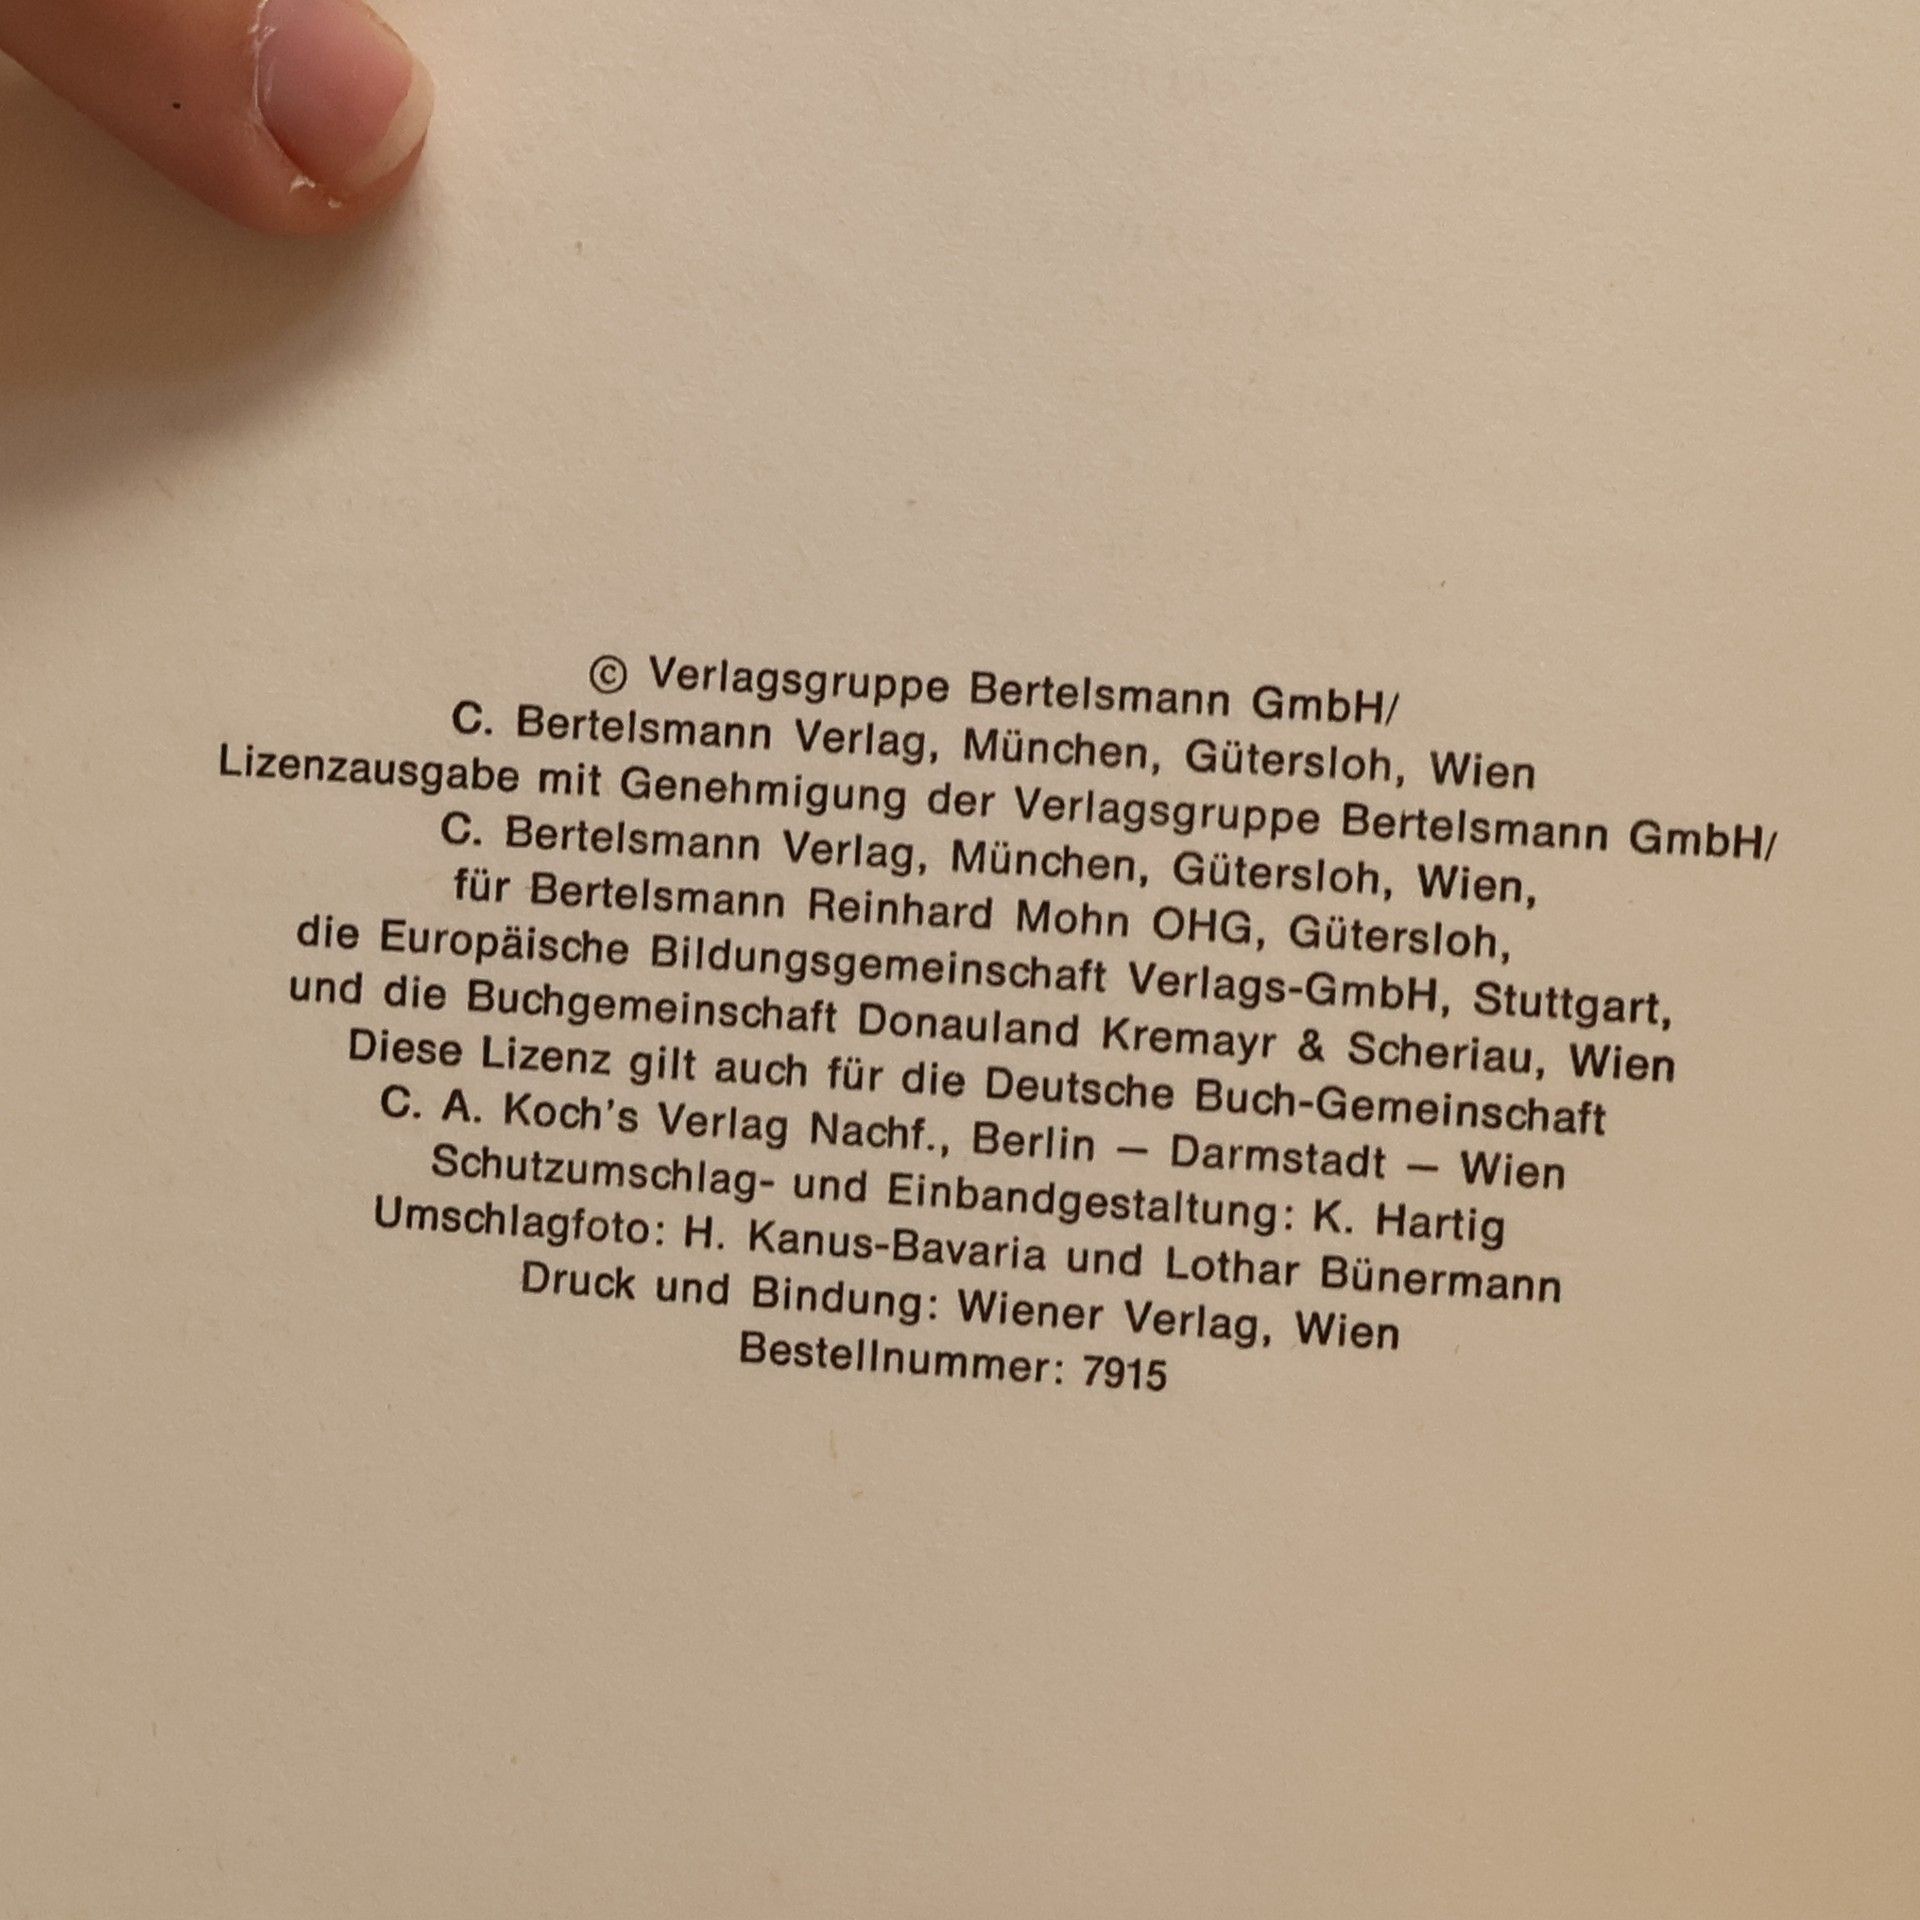 © Verlagsgruppe Bertelsmann GmbH/
C. Bertelsmann Verlag, München, Gütersloh, Wien
Lizenzausgabe mit Genehmigung der Verlagsgruppe Bertelsmann GmbH/
C. Bertelsmann Verlag, München, Gütersloh, Wien,
für Bertelsmann Reinhard Mohn OHG, Gütersloh,
die Europäische Bildungsgemeinschaft Verlags-GmbH, Stuttgart,
und die Buchgemeinschaft Donauland Kremayr & Scheriau, Wien
Diese Lizenz gilt auch für die Deutsche Buch-Gemeinschaft
C. A. Koch's Verlag Nachf., Berlin – Darmstadt – Wien
Schutzumschlag- und Einbandgestaltung: K. Hartig
Umschlagfoto: H. Kanus-Bavaria und Lothar Bünermann
Druck und Bindung: Wiener Verlag, Wien
Bestellnummer: 7915